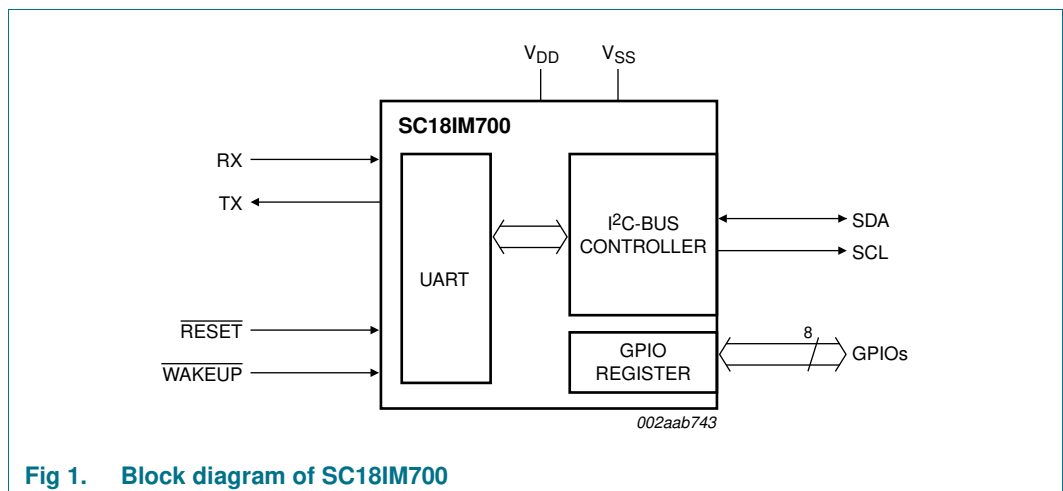 VDD VSS
SC18IM700
RX
TX
RESET
WAKEUP
UART
I²C-BUS
CONTROLLER
SDA
SCL
GPIO
REGISTER
8
GPIOs
002aab743
Fig 1. Block diagram of SC18IM700